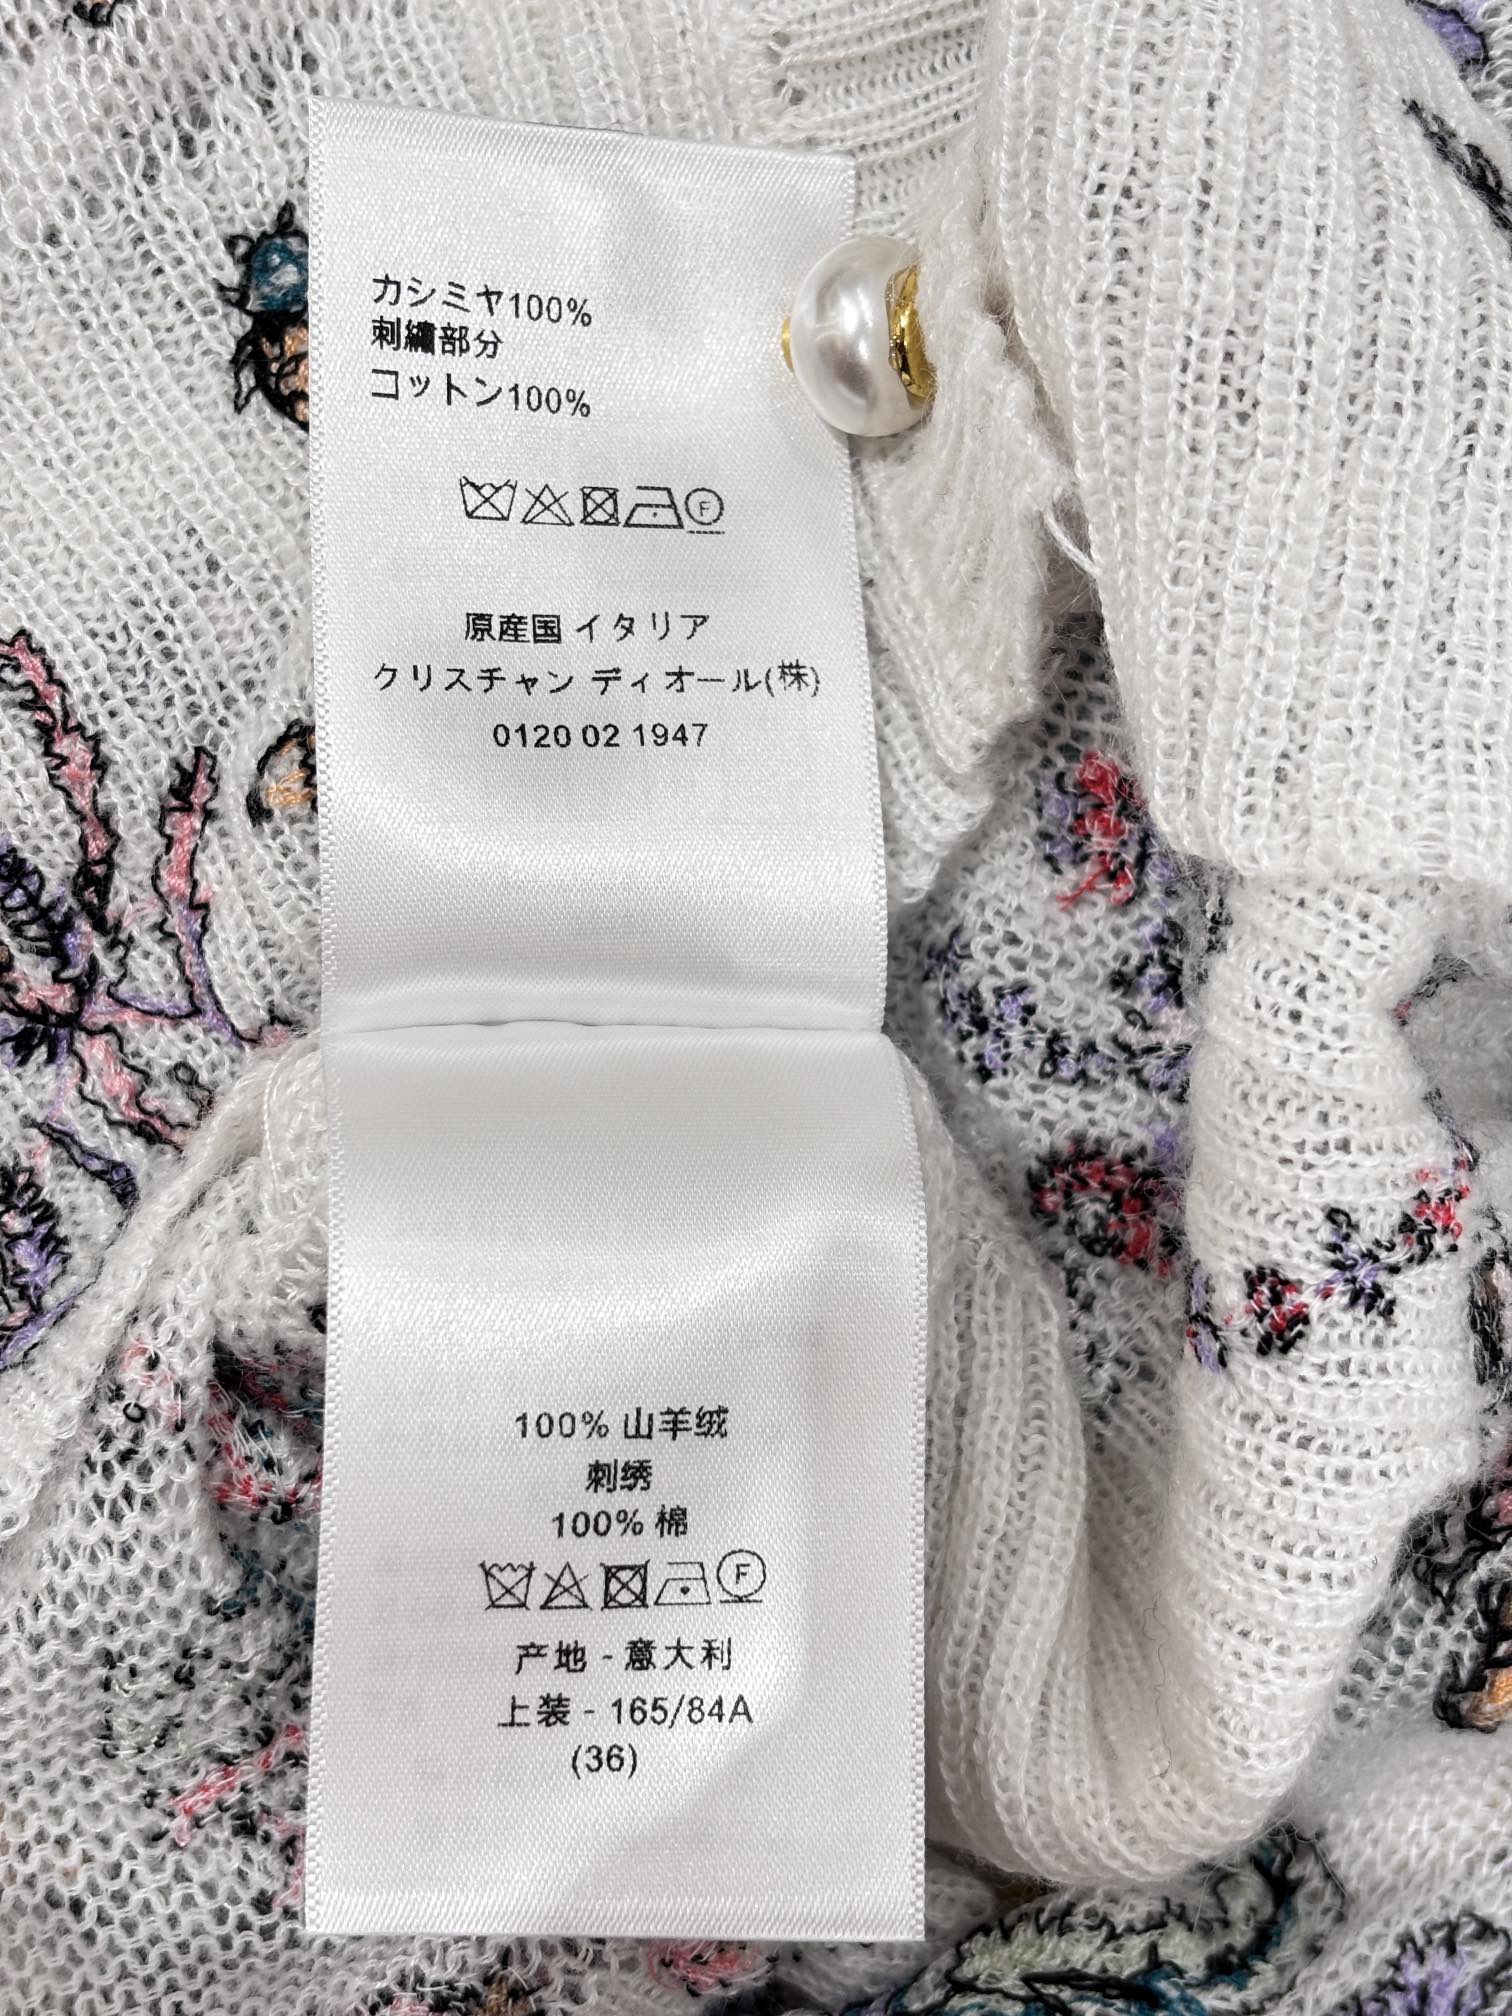 カシミヤ100%
刺繍部分
コットン100%
F
原産国 イタリア
クリスチャン ディオール(株)
0120 02 1947
100% 山羊绒
刺绣
100% 棉
F
产地 - 意大利
上装 - 165/84A
(36)